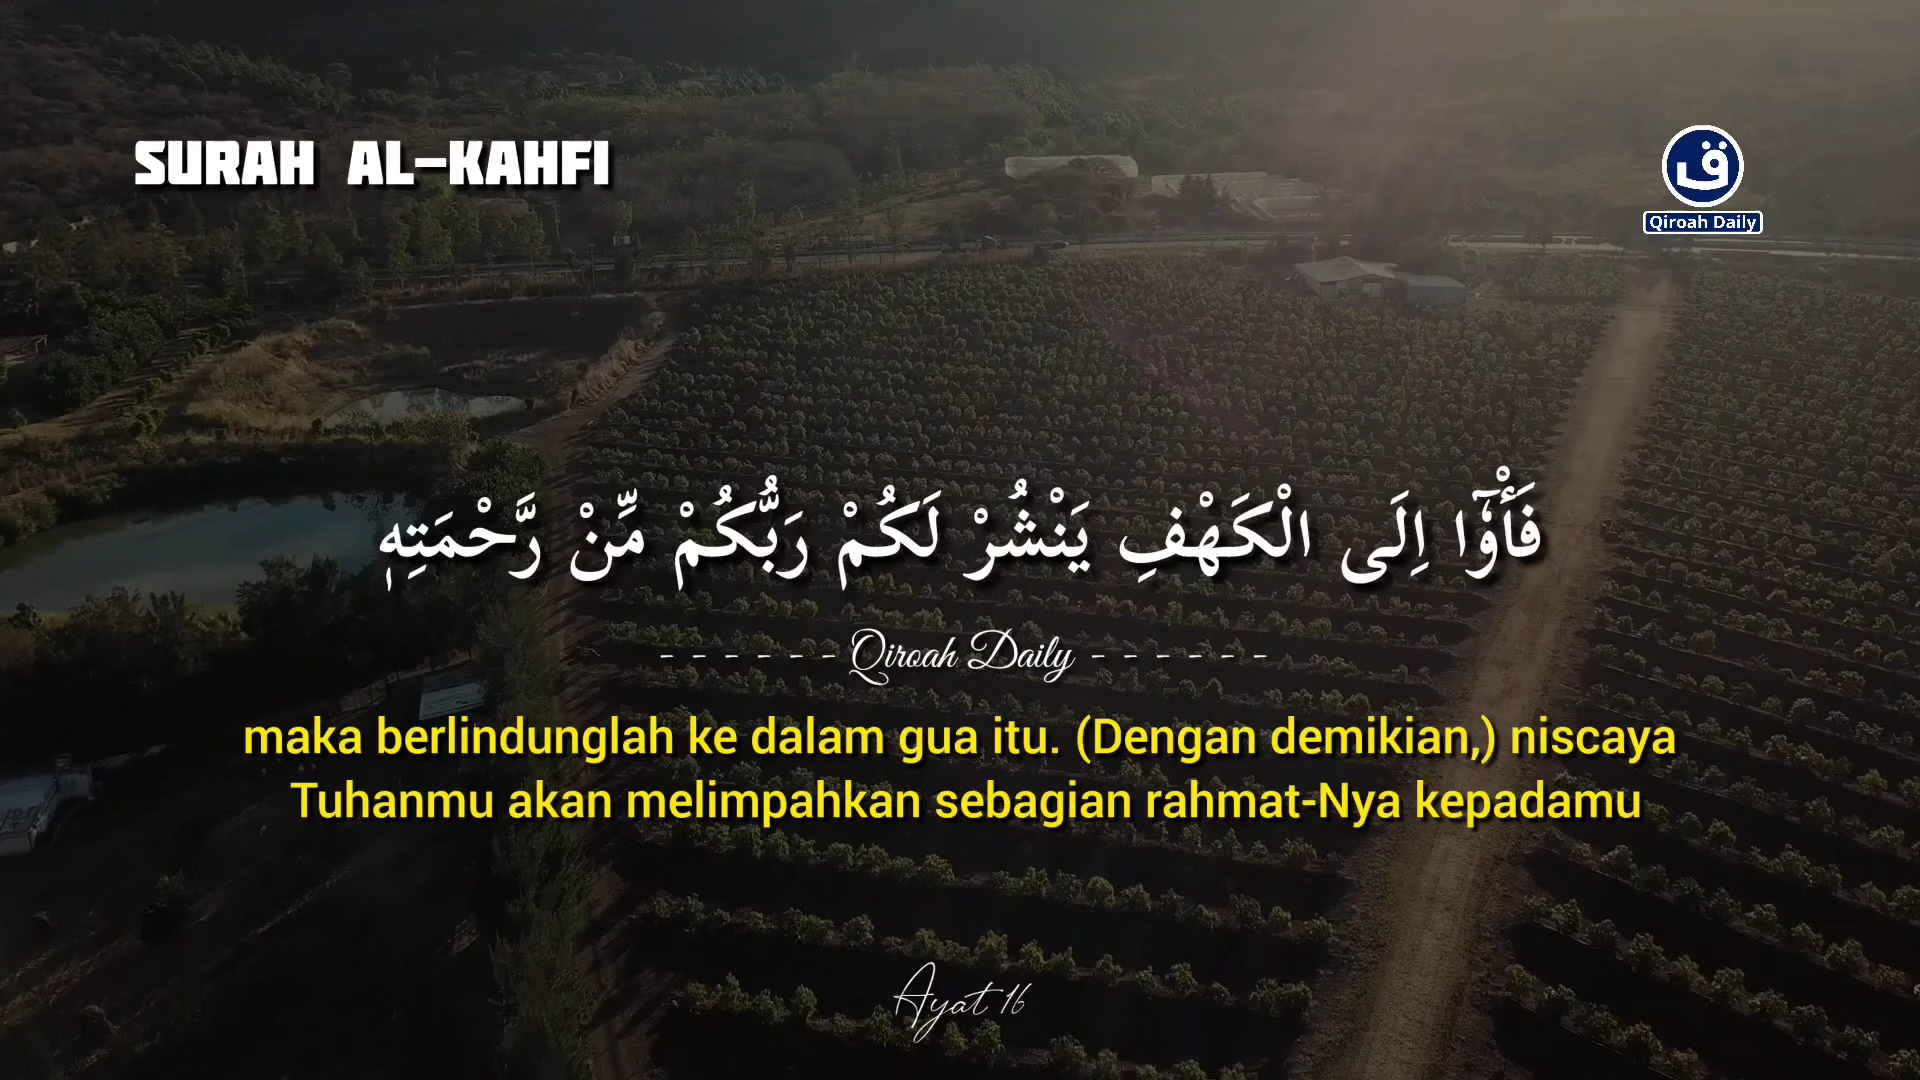 SURAH AL-KAHFI
ق
Qiroah Daily
فَأْوٗٓا اِلَى الْكَهْفِ يَنْشُرْ لَكُمْ رَبُّكُمْ مِّنْ رَّحْمَتِهٖ
- - - - - - Qiroah Daily - - - - - -
maka berlindunglah ke dalam gua itu. (Dengan demikian,) niscaya
Tuhanmu akan melimpahkan sebagian rahmat-Nya kepadamu
Ayat 16